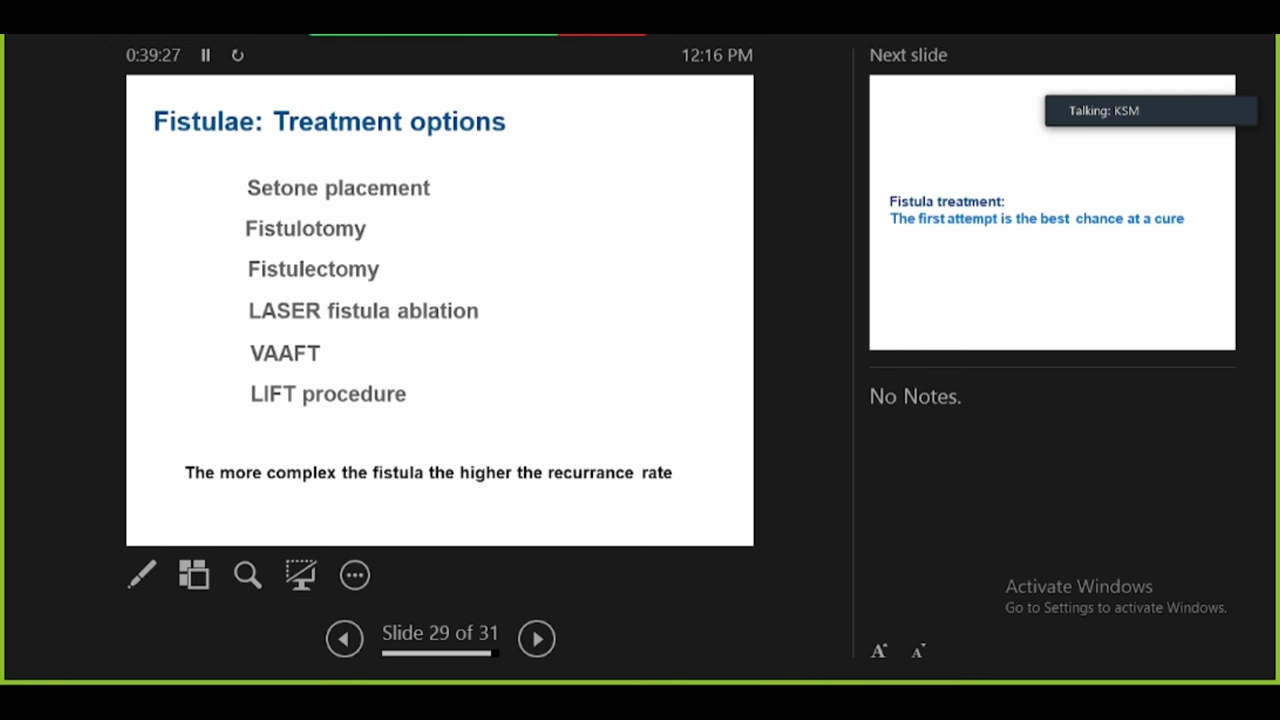 0:39:27
12:16 PM
Fistulae: Treatment options
Setone placement
Fistulotomy
Fistulectomy
LASER fistula ablation
VAAFT
LIFT procedure
The more complex the fistula the higher the recurrance rate
Slide 29 of 31
Next slide
Talking: KSM
Fistula treatment:
The first attempt is the best chance at a cure
No Notes.
Activate Windows
Go to Settings to activate Windows.
A A